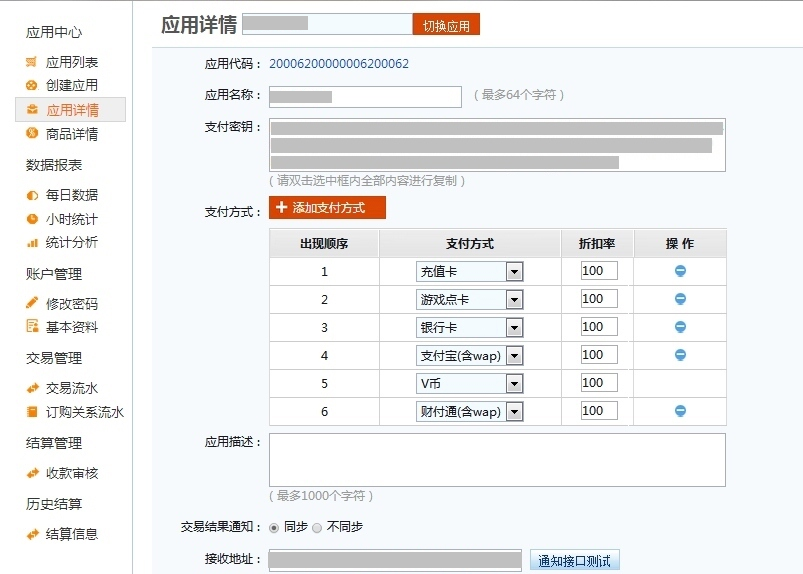 应用中心
应用列表
创建应用
应用详情
商品详情
数据报表
每日数据
小时统计
统计分析
账户管理
修改密码
基本资料
交易管理
交易流水
订购关系流水
结算管理
收款审核
历史结算
结算信息
应用详情 切换应用
应用代码： 20006200000006200062
应用名称： ( 最多64个字符 )
支付密钥：
( 请双击选中框内全部内容进行复制 )
支付方式： 添加支付方式
出现顺序 支付方式 折扣率 操 作
1 充值卡 100
2 游戏点卡 100
3 银行卡 100
4 支付宝(含wap) 100
5 V币 100
6 财付通(含wap) 100
应用描述：
( 最多1000个字符 )
交易结果通知： 同步 不同步
接收地址： 通知接口测试